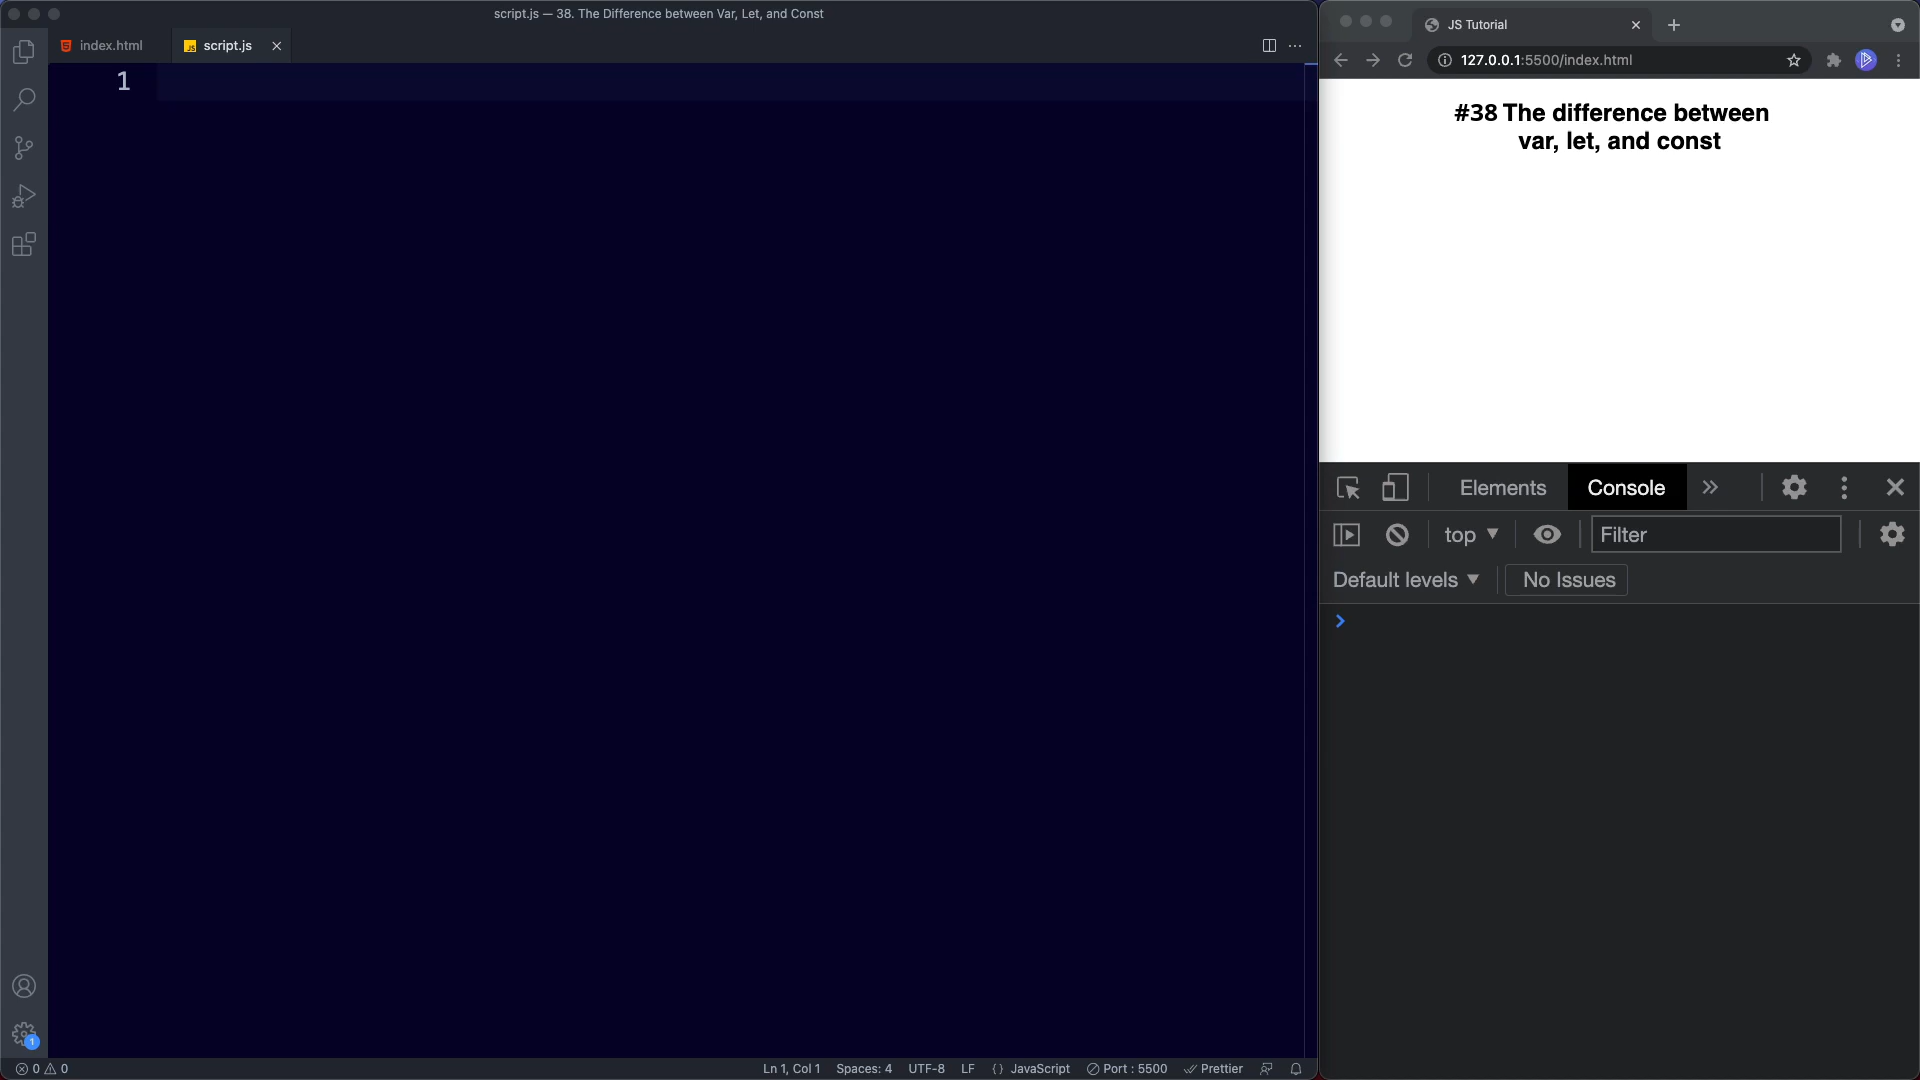 script.js — 38. The Difference between Var, Let, and Const
index.html
script.js
1
1
0 0
Ln 1, Col 1
Spaces: 4
UTF-8
LF
{} JavaScript
Port : 5500
Prettier
JS Tutorial
127.0.0.1:5500/index.html
#38 The difference between
var, let, and const
Elements
Console
top
Filter
Default levels
No Issues